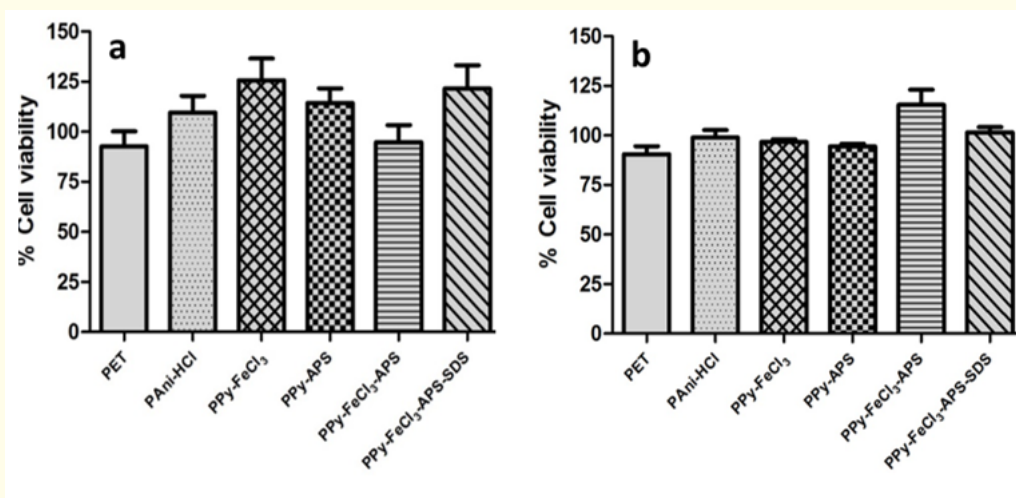 a
% Cell viability
150
125
100
75
50
25
0
PET
PAni-HCl
PPy-FeCl₃
PPy-APS
PPy-FeCl₃-APS
PPy-FeCl₃-APS-SDS
b
% Cell viability
150
125
100
75
50
25
0
PET
PAni-HCl
PPy-FeCl₃
PPy-APS
PPy-FeCl₃-APS
PPy-FeCl₃-APS-SDS